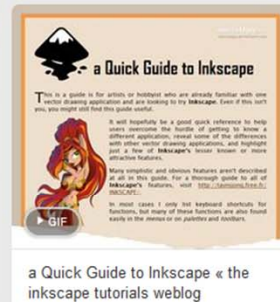 a Quick Guide to Inkscape
This is a guide is for artists or hobbyist who are already familiar with one
vector drawing application and are looking to try Inkscape. Even if this isn't
you, you might still find this guide useful.
It will hopefully be a good quick reference to help
users overcome the hurdle of getting to know a
different application, reveal some of the differences
with other vector drawing applications, and highlight
just a few of Inkscape's lesser known or more
attractive features.
Many simplistic and obvious features aren't described
at all in this guide. For a thorough guide to all of
Inkscape's features, visit
In most cases I only list keyboard shortcuts for
functions, but many of these functions are also found
easily in the menus or on palettes and toolbars.
GIF
a Quick Guide to Inkscape « the
inkscape tutorials weblog